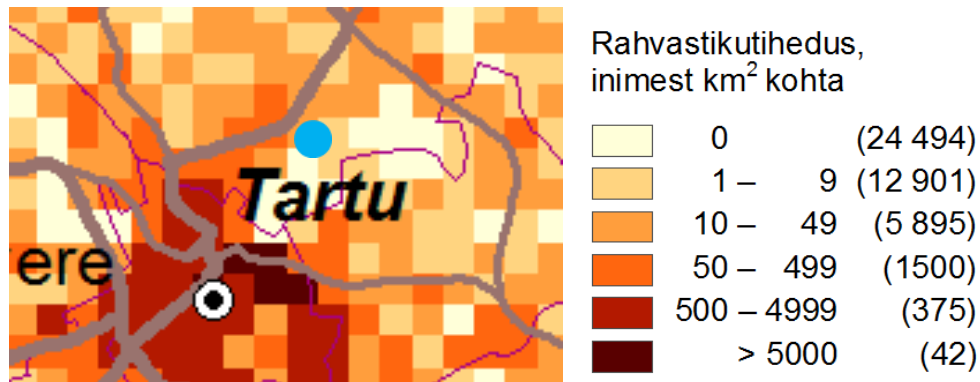 Tartu
ere
Rahvastikutihedus,
inimest km² kohta
0 (24 494)
1 – 9 (12 901)
10 – 49 (5 895)
50 – 499 (1500)
500 – 4999 (375)
> 5000 (42)